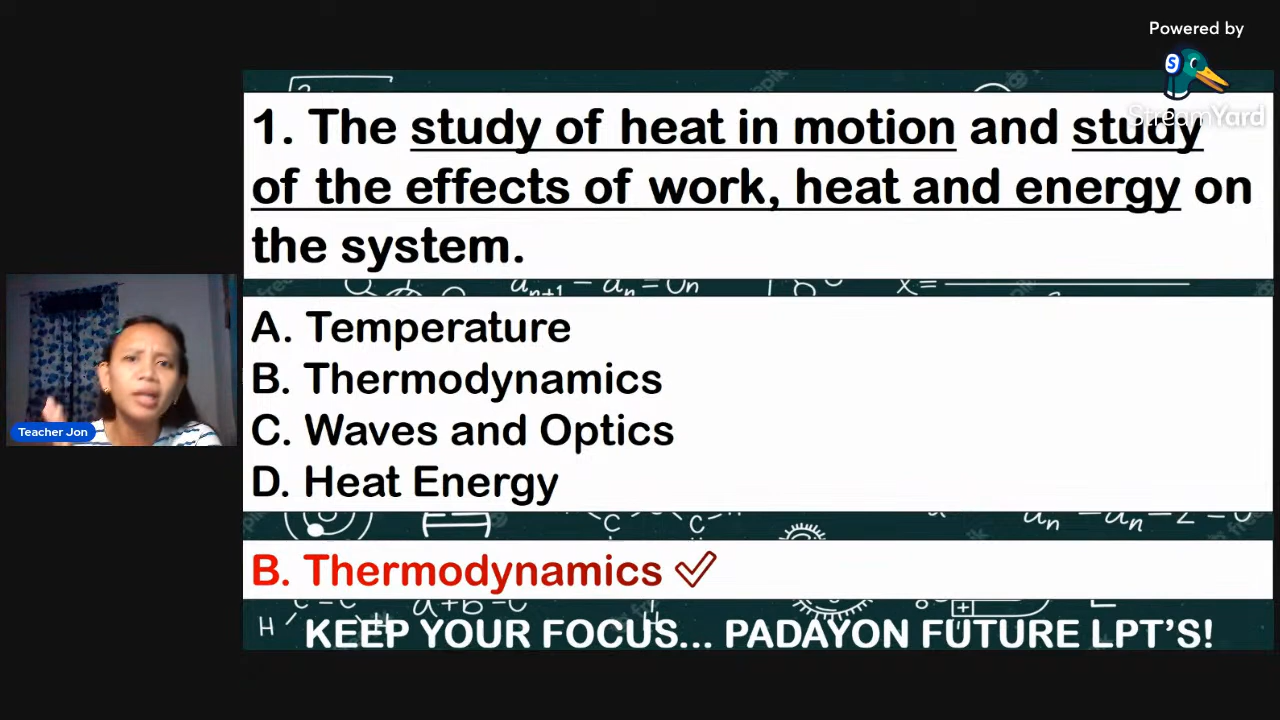 Powered by
StreamYard
1. The study of heat in motion and study
of the effects of work, heat and energy on
the system.
Teacher Jon
A. Temperature
B. Thermodynamics
C. Waves and Optics
D. Heat Energy
B. Thermodynamics
KEEP YOUR FOCUS... PADAYON FUTURE LPT'S!